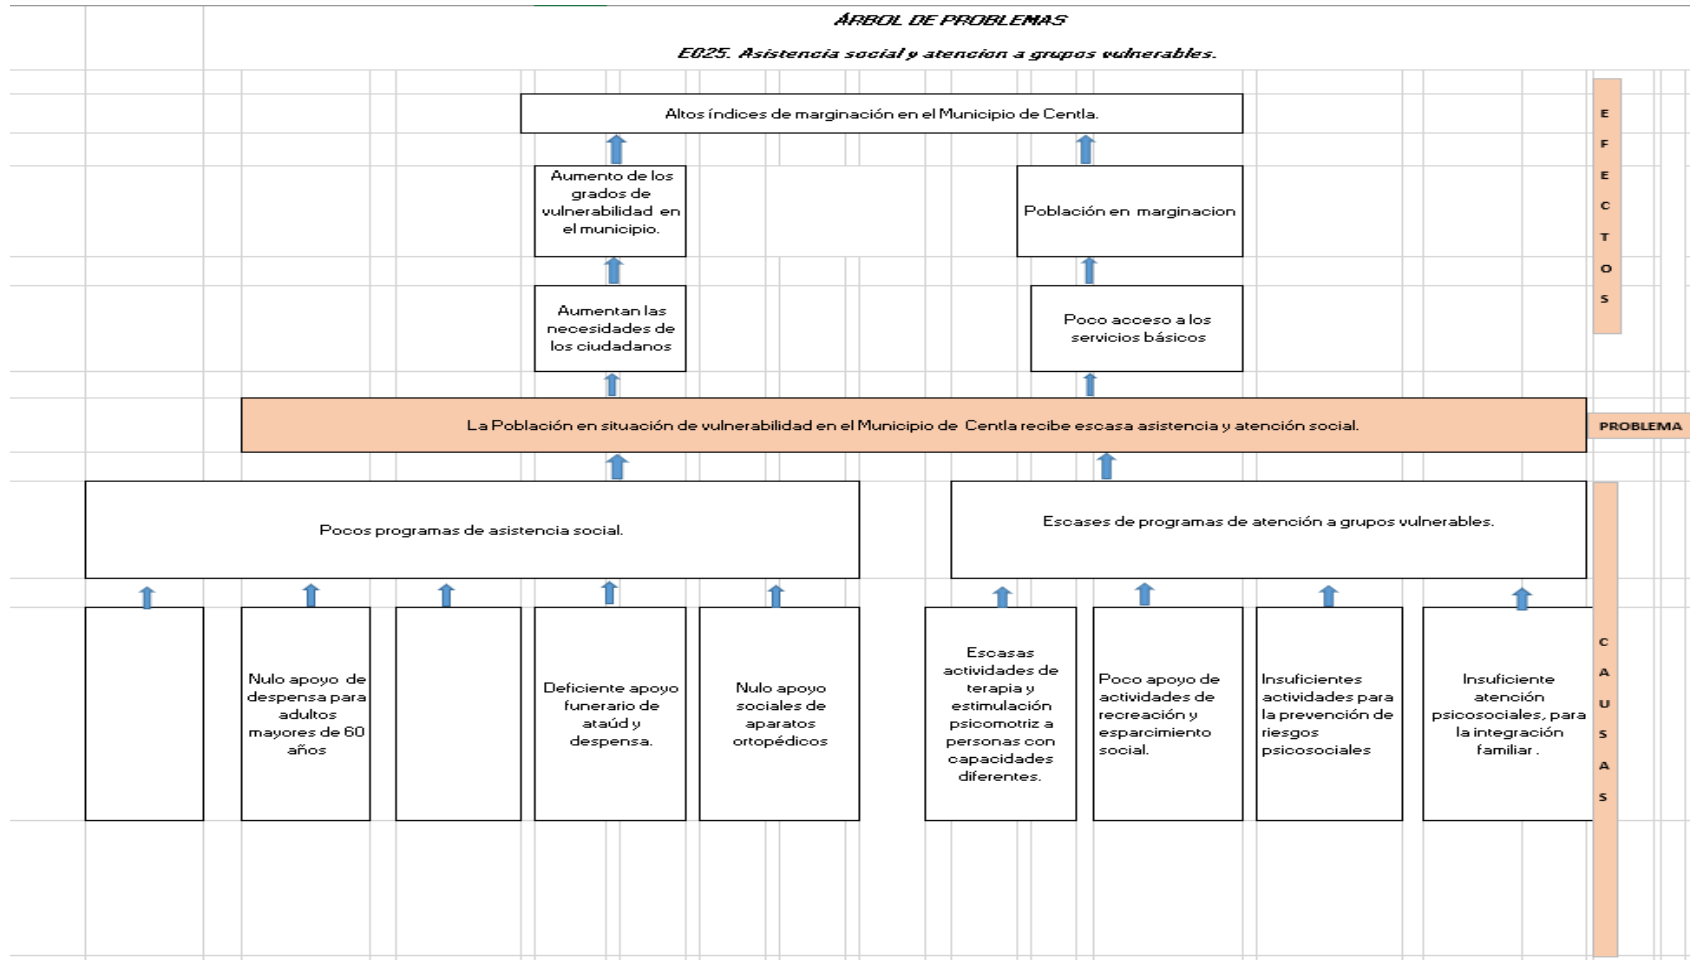 ÁRBOL DE PROBLEMAS
E025. Asistencia social y atencion a grupos vulnerables.
Altos índices de marginación en el Municipio de Centla.
Aumento de los
grados de
vulnerabilidad en
el municipio.
Población en marginacion
Aumentan las
necesidades de
los ciudadanos
Poco acceso a los
servicios básicos
E
F
E
C
T
O
S
La Población en situación de vulnerabilidad en el Municipio de Centla recibe escasa asistencia y atención social.
PROBLEMA
Pocos programas de asistencia social.
Escases de programas de atención a grupos vulnerables.
Nulo apoyo de
despensa para
adultos
mayores de 60
años
Deficiente apoyo
funerario de
ataúd y
despensa.
Nulo apoyo
sociales de
aparatos
ortopédicos
Escasas
actividades de
terapia y
estimulación
psicomotriz a
personas con
capacidades
diferentes.
Poco apoyo de
actividades de
recreación y
esparcimiento
social.
Insuficientes
actividades para
la prevención de
riesgos
psicosociales
Insuficiente
atención
psicosociales, para
la integración
familiar .
C
A
U
S
A
S